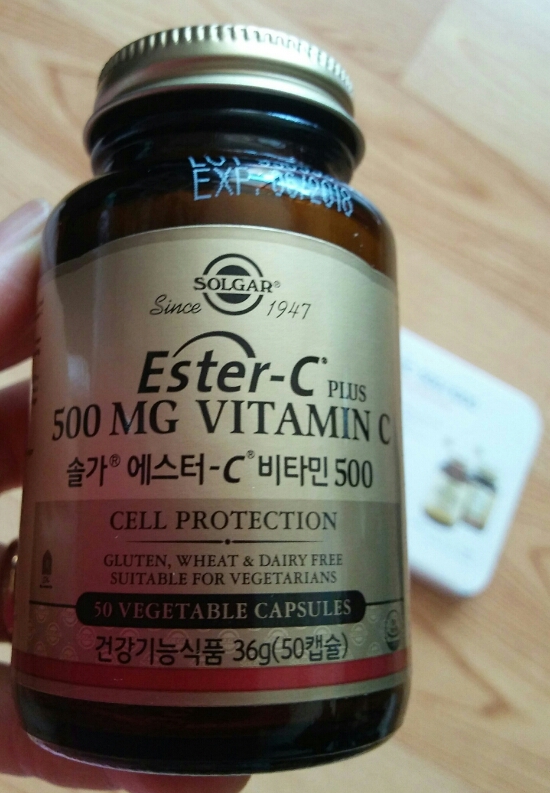 EXP: 06/2018
SOLGAR®
Since 1947
Ester-C® PLUS
500 MG VITAMIN C
솔가® 에스터-C® 비타민 500
CELL PROTECTION
GLUTEN, WHEAT & DAIRY FREE
SUITABLE FOR VEGETARIANS
50 VEGETABLE CAPSULES
건강기능식품 36g(50캡슐)